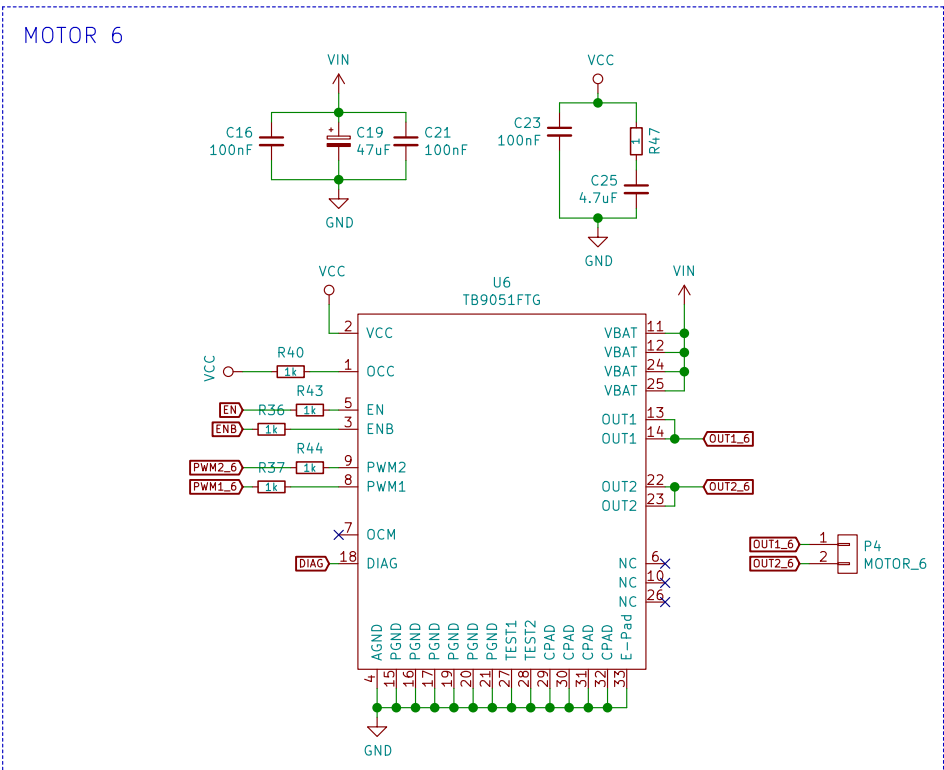 MOTOR 6
VIN
C16
100nF
C19
47uF
C21
100nF
+
GND
VCC
C23
100nF
1
R47
C25
4.7uF
GND
VCC
U6
TB9051FTG
VIN
2 VCC
VCC R40 1k 1 OCC
EN R43 1k 5 EN
ENB R36 1k 3 ENB
PWM2_6 R44 1k 9 PWM2
PWM1_6 R37 1k 8 PWM1
7 OCM
DIAG 18 DIAG
VBAT 11
VBAT 12
VBAT 24
VBAT 25
OUT1 13
OUT1 14 OUT1_6
OUT2 22 OUT2_6
OUT2 23
NC 6
NC 10
NC 26
OUT1_6 1 P4
OUT2_6 2 MOTOR_6
AGND 4
PGND 15
PGND 16
PGND 17
PGND 19
PGND 20
PGND 21
TEST1 27
TEST2 28
CPAD 29
CPAD 30
CPAD 31
CPAD 32
E-Pad 33
GND